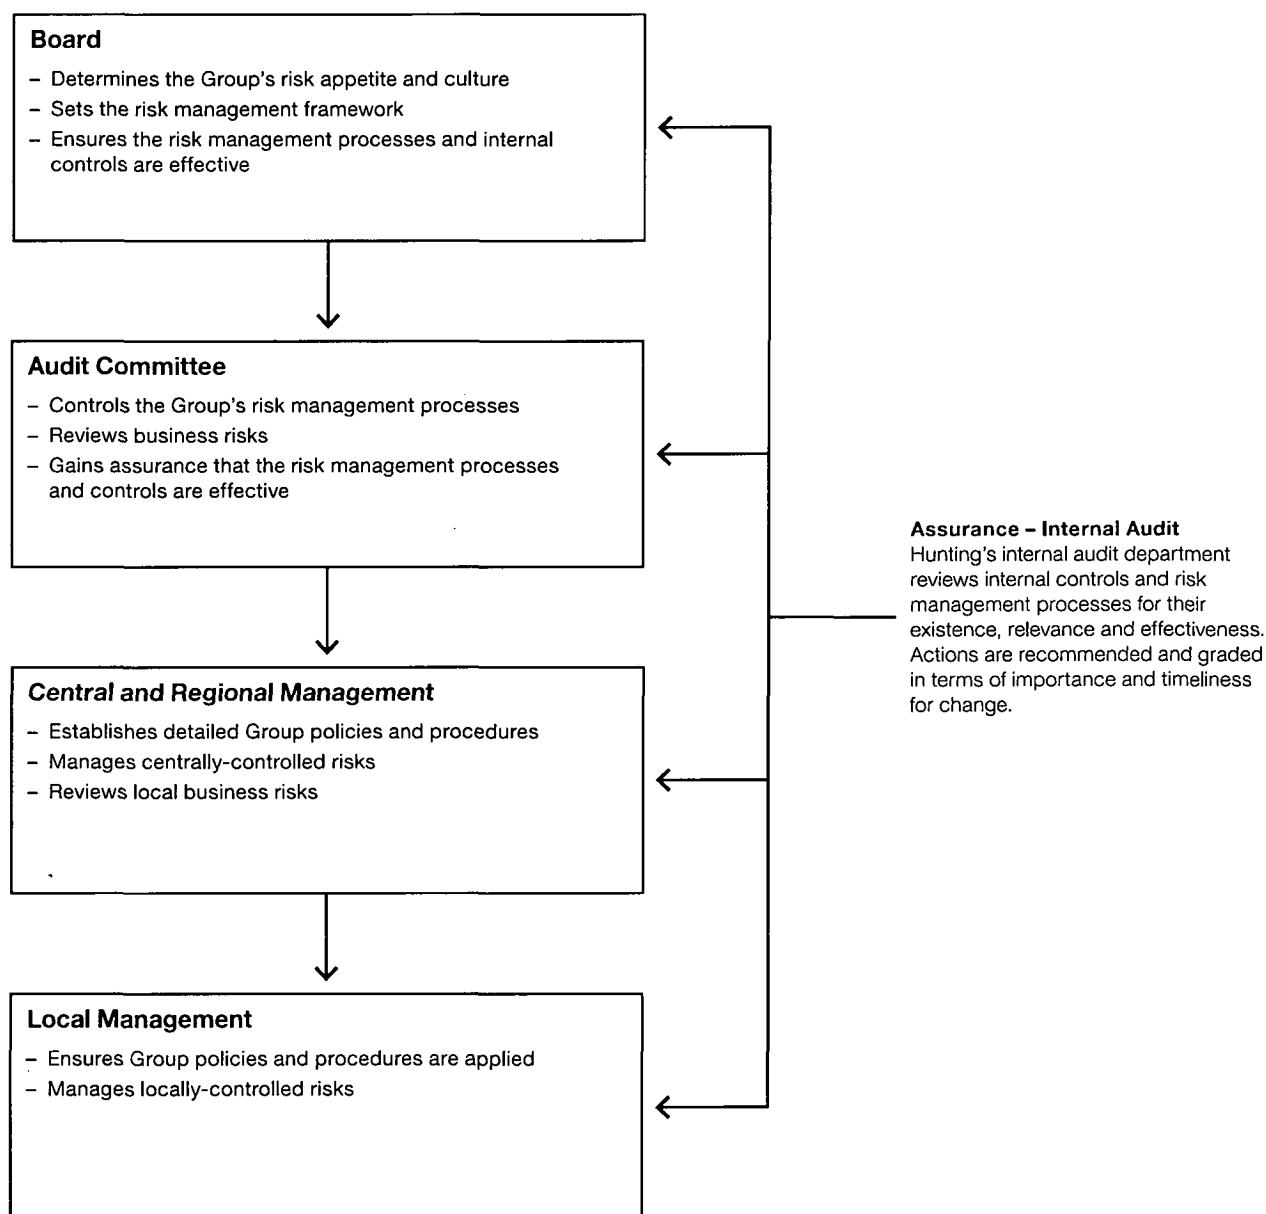 Board
– Determines the Group's risk appetite and culture
– Sets the risk management framework
– Ensures the risk management processes and internal
controls are effective
Audit Committee
– Controls the Group's risk management processes
– Reviews business risks
– Gains assurance that the risk management processes
and controls are effective
Central and Regional Management
– Establishes detailed Group policies and procedures
– Manages centrally-controlled risks
– Reviews local business risks
Local Management
– Ensures Group policies and procedures are applied
– Manages locally-controlled risks
Assurance – Internal Audit
Hunting's internal audit department
reviews internal controls and risk
management processes for their
existence, relevance and effectiveness.
Actions are recommended and graded
in terms of importance and timeliness
for change.